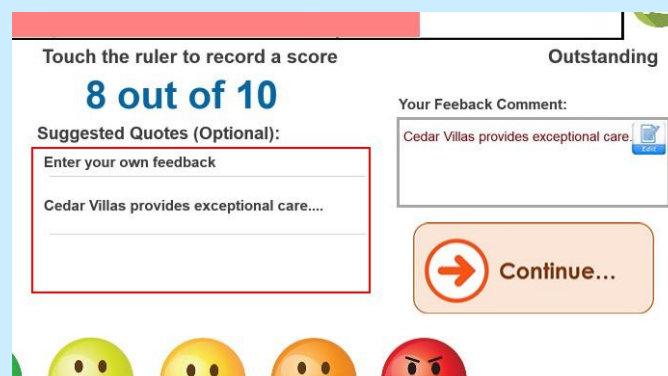 Touch the ruler to record a score
Outstanding
8 out of 10
Your Feeback Comment:
Suggested Quotes (Optional):
Cedar Villas provides exceptional care.
Edit
Enter your own feedback
Cedar Villas provides exceptional care....
Continue...